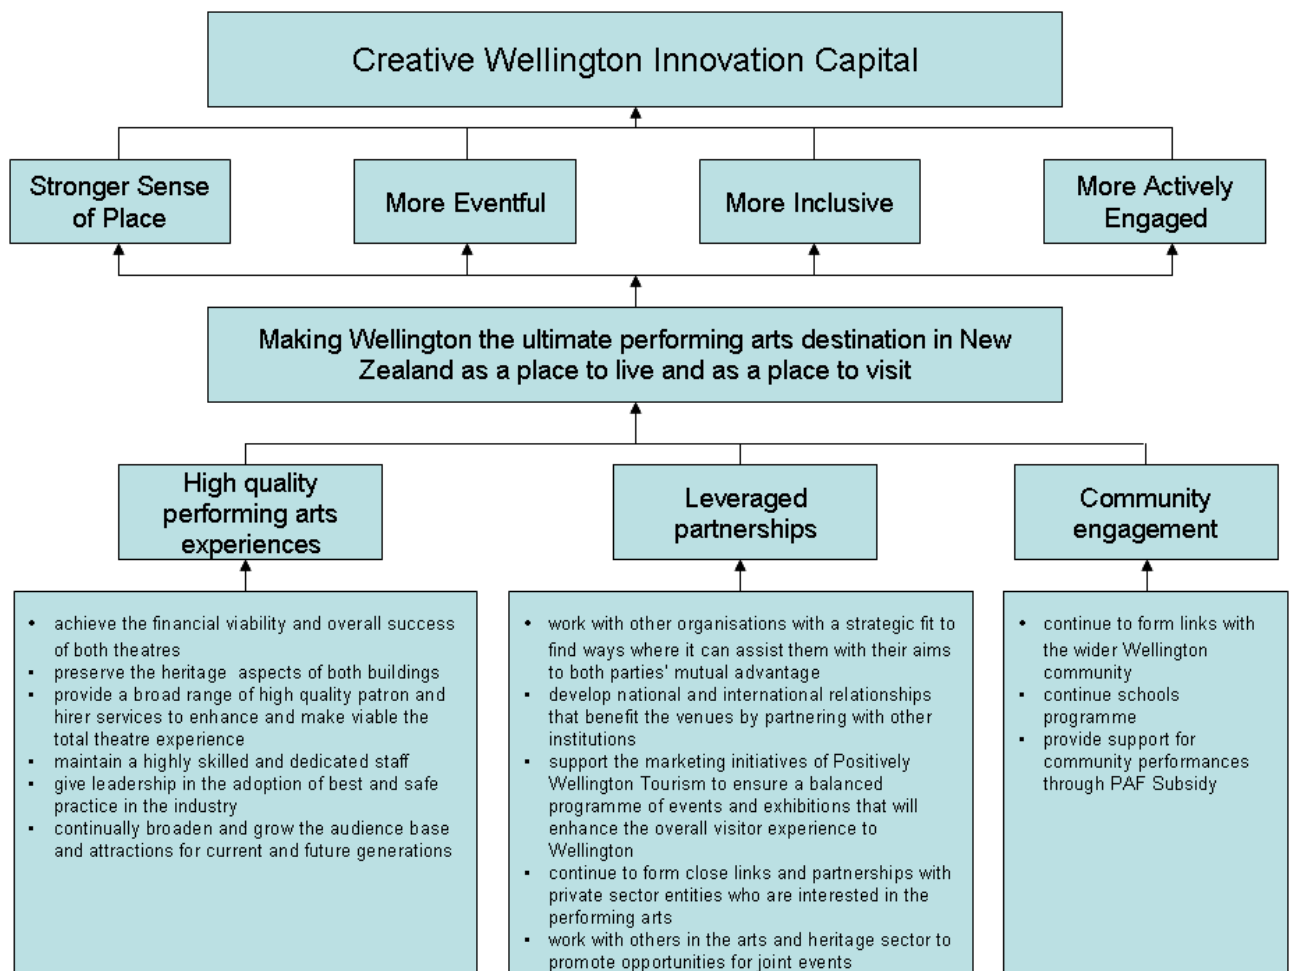 Creative Wellington Innovation Capital
Stronger Sense
of Place
More Eventful
More Inclusive
More Actively
Engaged
Making Wellington the ultimate performing arts destination in New
Zealand as a place to live and as a place to visit
High quality
performing arts
experiences
Leveraged
partnerships
Community
engagement
• achieve the financial viability and overall success
of both theatres
▪ preserve the heritage aspects of both buildings
▪ provide a broad range of high quality patron and
hirer services to enhance and make viable the
total theatre experience
▪ maintain a highly skilled and dedicated staff
▪ give leadership in the adoption of best and safe
practice in the industry
▪ continually broaden and grow the audience base
and attractions for current and future generations
• work with other organisations with a strategic fit to
find ways where it can assist them with their aims
to both parties' mutual advantage
▪ develop national and international relationships
that benefit the venues by partnering with other
institutions
▪ support the marketing initiatives of Positively
Wellington Tourism to ensure a balanced
programme of events and exhibitions that will
enhance the overall visitor experience to
Wellington
▪ continue to form close links and partnerships with
private sector entities who are interested in the
performing arts
▪ work with others in the arts and heritage sector to
promote opportunities for joint events
• continue to form links with
the wider Wellington
community
▪ continue schools
programme
▪ provide support for
community performances
through PAF Subsidy